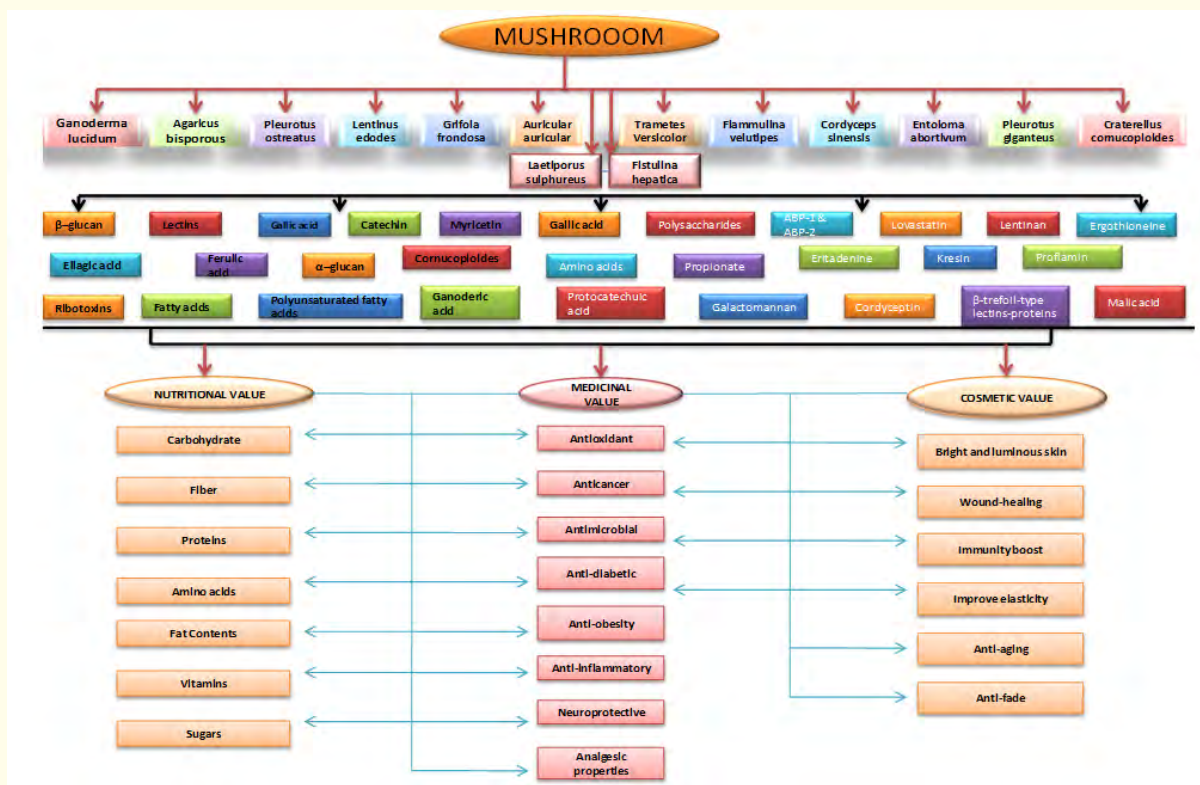 MUSHROOOM
Ganoderma
lucidum
Agaricus
bisporous
Pleurotus
ostreatus
Lentinus
edodes
Grifola
frondosa
Auricular
auricular
Trametes
Versicolor
Flammulina
velutipes
Cordyceps
sinensis
Entoloma
abortivum
Pleurotus
giganteus
Craterellus
cornucopioides
Laetiporus
sulphureus
Fistulina
hepatica
β–glucan
Lectins
Gallic acid
Catechin
Myricetin
Gallic acid
Polysaccharides
ABP-1 &
ABP-2
Lovastatin
Lentinan
Ergothioneine
Ellagic acid
Ferulic
acid
α–glucan
Cornucopioides
Amino acids
Propionate
Eritadenine
Kresin
Proflamin
Ribotoxins
Fatty acids
Polyunsaturated fatty
acids
Ganoderic
acid
Protocatechuic
acid
Galactomannan
Cordyceptin
β-trefoil-type
lectins-proteins
Malic acid
NUTRITIONAL VALUE
MEDICINAL
VALUE
COSMETIC VALUE
Carbohydrate
Antioxidant
Bright and luminous skin
Fiber
Anticancer
Wound-healing
Proteins
Antimicrobial
Immunity boost
Amino acids
Anti-diabetic
Improve elasticity
Fat Contents
Anti-obesity
Anti-aging
Vitamins
Anti-inflammatory
Anti-fade
Sugars
Neuroprotective
Analgesic
properties